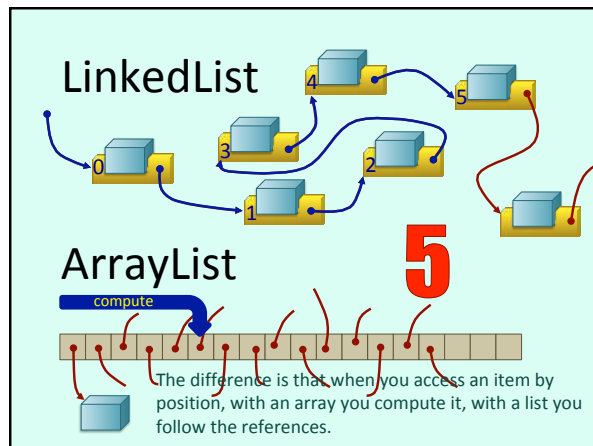 LinkedList
4
5
3
2
0
1
ArrayList
5
compute
The difference is that when you access an item by
position, with an array you compute it, with a list you
follow the references.